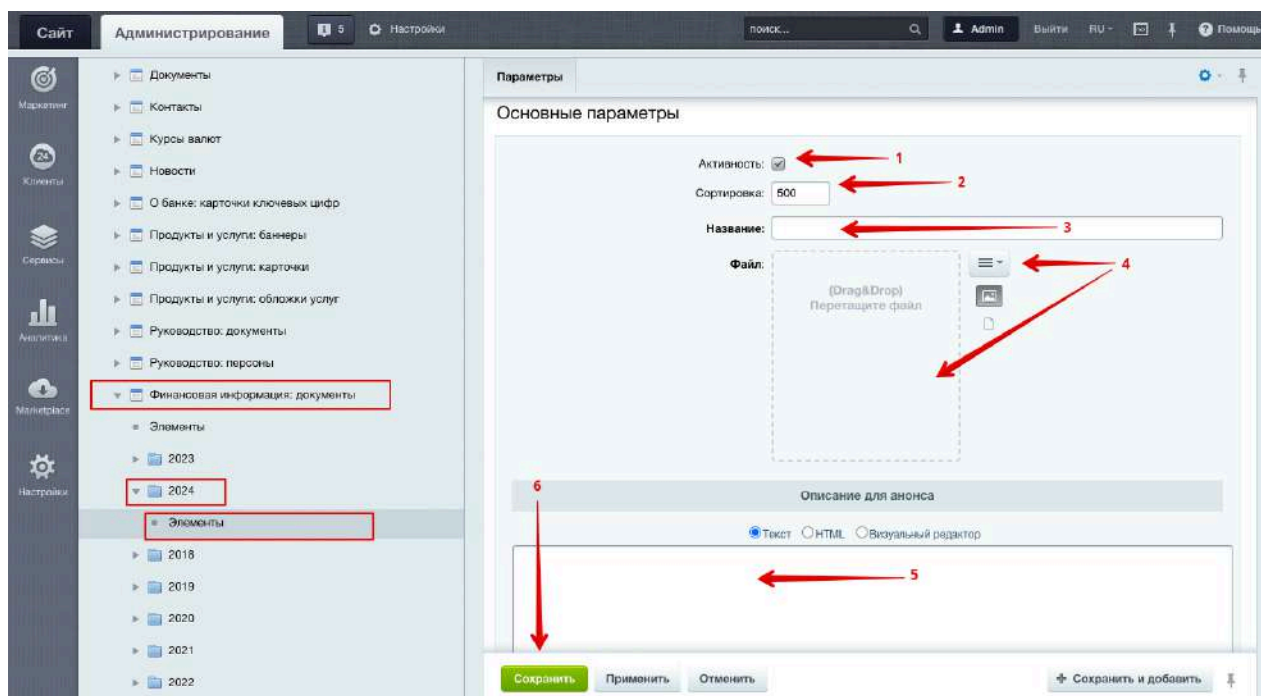 Сайт
Администрирование
5
Настройки
поиск...
Admin
Выйти
RU
Помощь
Маркетинг
24
Клиенты
Сервисы
Аналитика
Marketplace
Настройки
Документы
Контакты
Курсы валют
Новости
О банке: карточки ключевых цифр
Продукты и услуги: баннеры
Продукты и услуги: карточки
Продукты и услуги: обложки услуг
Руководство: документы
Руководство: персоны
Финансовая информация: документы
Элементы
2023
2024
Элементы
2018
2019
2020
2021
2022
Параметры
Основные параметры
Активность:
1
Сортировка: 500
2
Название:
3
Файл:
4
(Drag&Drop)
Перетащите файл
6
Описание для анонса
Текст HTML Визуальный редактор
5
Сохранить Применить Отменить
+ Сохранить и добавить